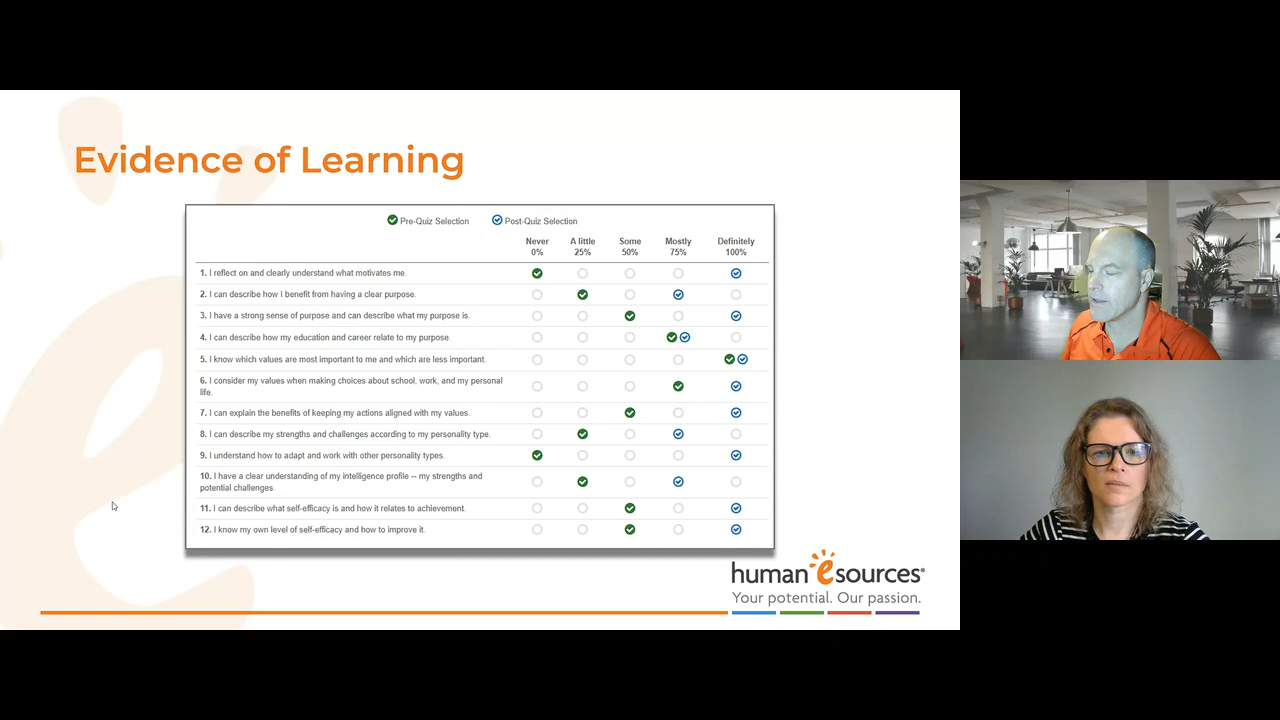 Evidence of Learning
Pre-Quiz Selection Post-Quiz Selection
Never A little Some Mostly Definitely
0% 25% 50% 75% 100%
1. I reflect on and clearly understand what motivates me.
2. I can describe how I benefit from having a clear purpose.
3. I have a strong sense of purpose and can describe what my purpose is.
4. I can describe how my education and career relate to my purpose.
5. I know which values are most important to me and which are less important.
6. I consider my values when making choices about school, work, and my personal
life.
7. I can explain the benefits of keeping my actions aligned with my values.
8. I can describe my strengths and challenges according to my personality type.
9. I understand how to adapt and work with other personality types.
10. I have a clear understanding of my intelligence profile -- my strengths and
potential challenges.
11. I can describe what self-efficacy is and how it relates to achievement.
12. I know my own level of self-efficacy and how to improve it.
human esources®
Your potential. Our passion.